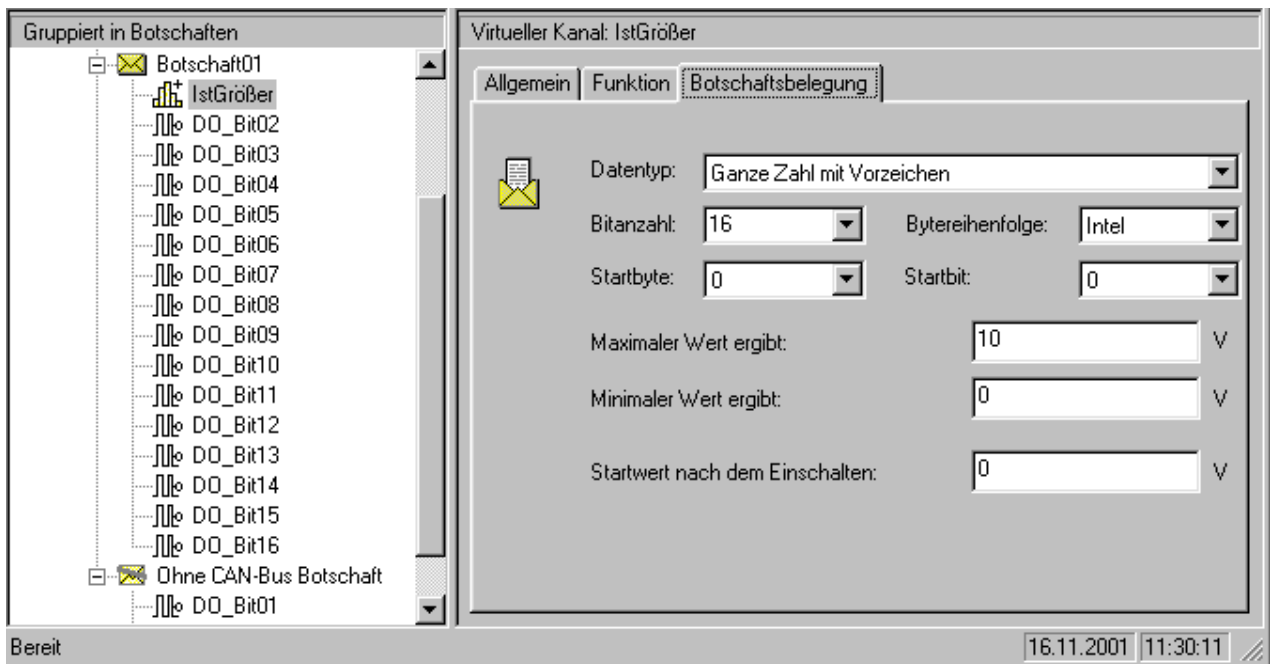 Gruppiert in Botschaften
Botschaft01
IstGrößer
DO_Bit02
DO_Bit03
DO_Bit04
DO_Bit05
DO_Bit06
DO_Bit07
DO_Bit08
DO_Bit09
DO_Bit10
DO_Bit11
DO_Bit12
DO_Bit13
DO_Bit14
DO_Bit15
DO_Bit16
Ohne CAN-Bus Botschaft
DO_Bit01
Virtueller Kanal: IstGrößer
Allgemein Funktion Botschaftsbelegung
Datentyp: Ganze Zahl mit Vorzeichen
Bitanzahl: 16 Bytereihenfolge: Intel
Startbyte: 0 Startbit: 0
Maximaler Wert ergibt: 10 V
Minimaler Wert ergibt: 0 V
Startwert nach dem Einschalten: 0 V
Bereit 16.11.2001 11:30:11